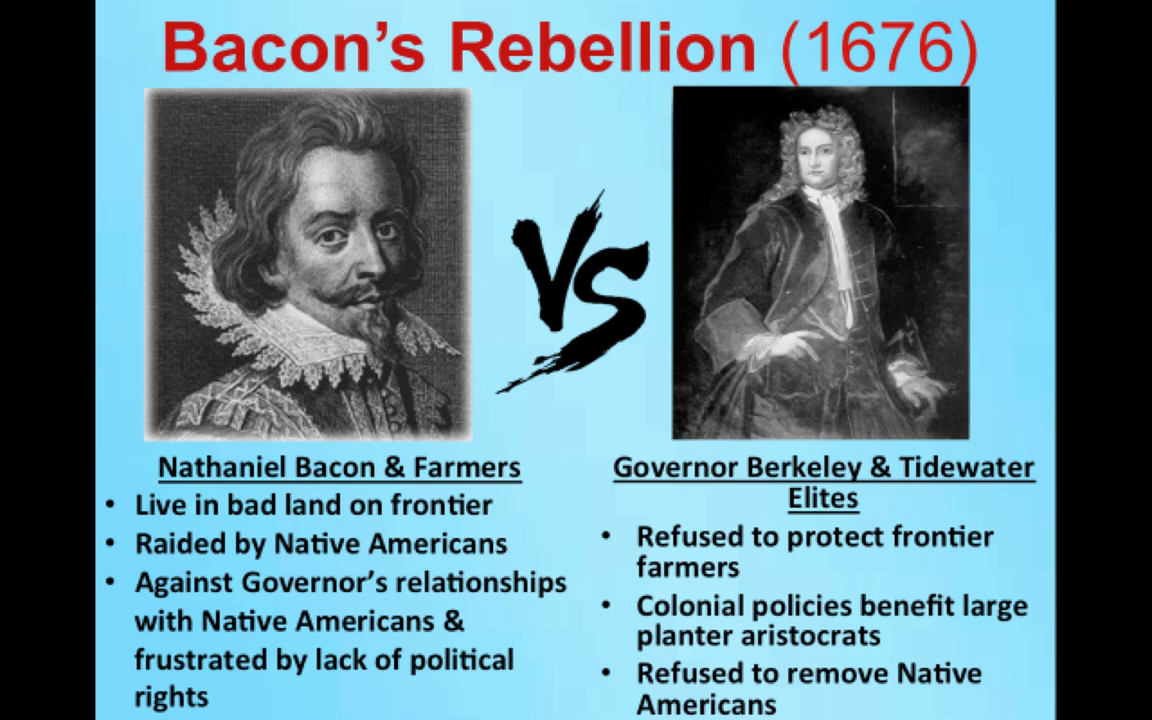 Bacon’s Rebellion (1676)
VS
Nathaniel Bacon & Farmers
• Live in bad land on frontier
• Raided by Native Americans
• Against Governor’s relationships
with Native Americans &
frustrated by lack of political
rights
Governor Berkeley & Tidewater
Elites
• Refused to protect frontier
farmers
• Colonial policies benefit large
planter aristocrats
• Refused to remove Native
Americans